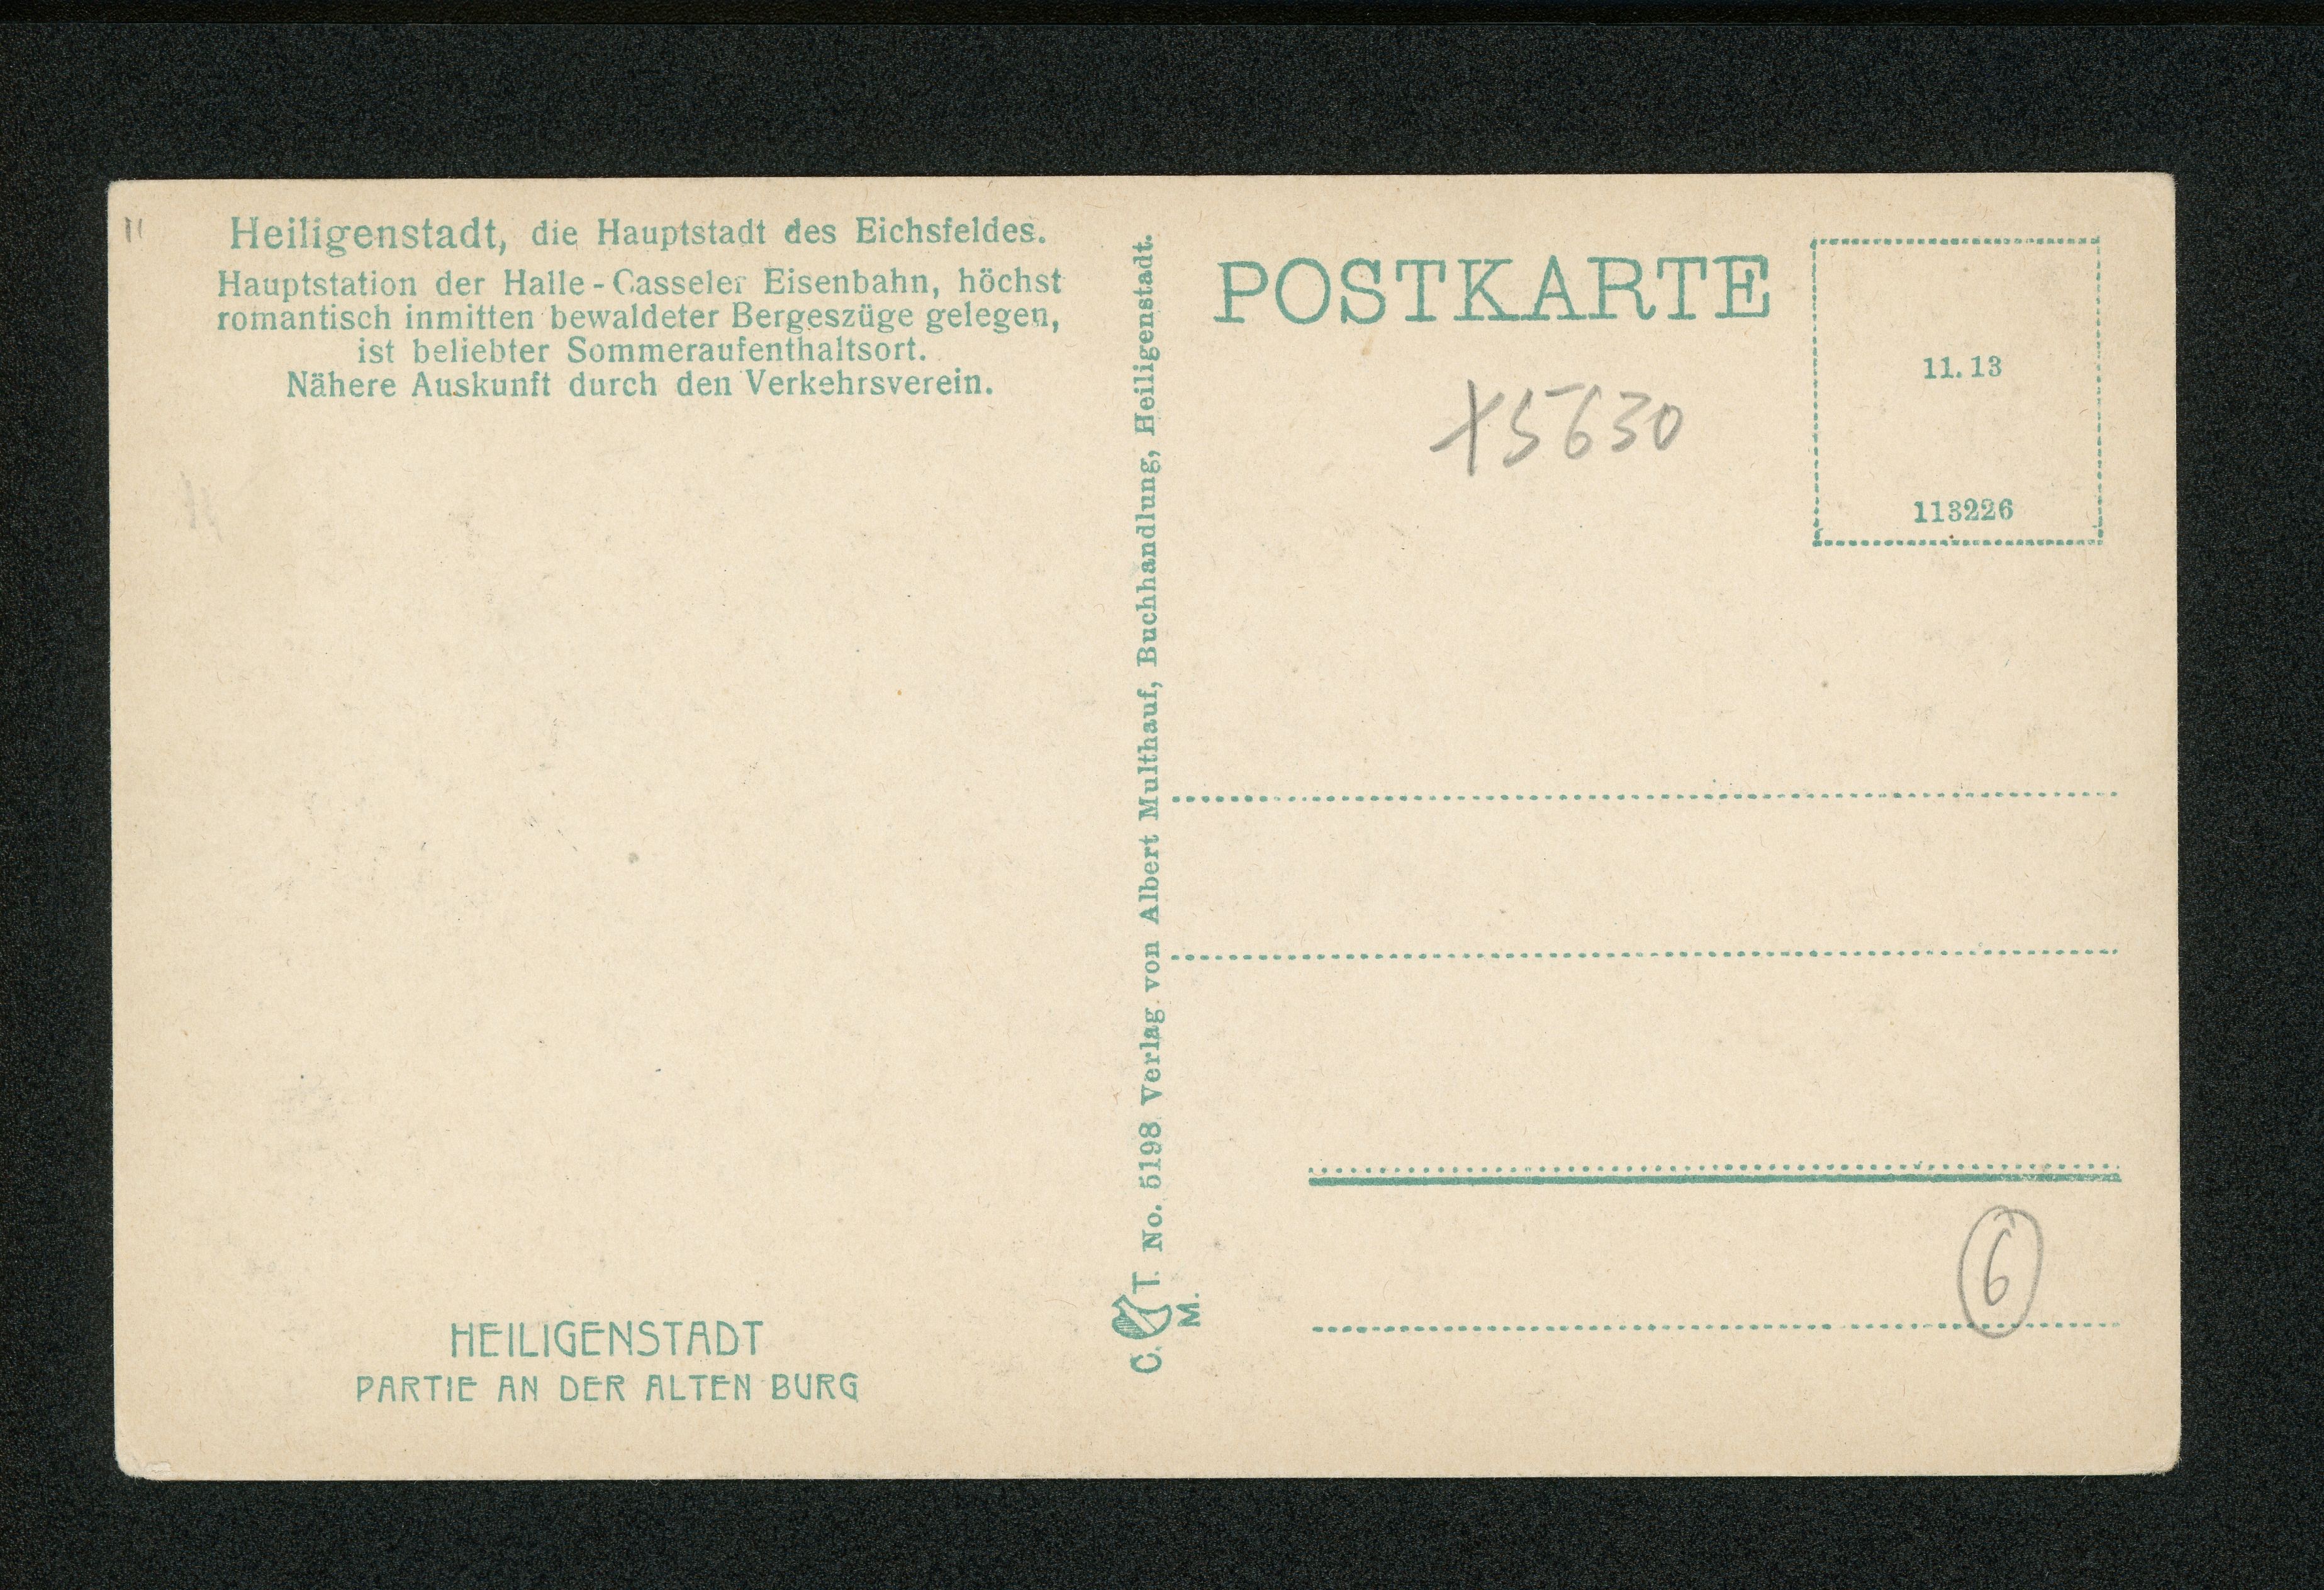 Heiligenstadt, die Hauptstadt des Eichsfeldes.
Hauptstation der Halle-Casseler Eisenbahn, höchst
romantisch inmitten bewaldeter Bergeszüge gelegen,
ist beliebter Sommeraufenthaltsort.
Nähere Auskunft durch den Verkehrsverein.
HEILIGENSTADT
PARTIE AN DER ALTEN BURG
C. T. No. 5198 Verlag von Albert Multhauf, Buchhandlung, Heiligenstadt.
M.
POSTKARTE
11.13
113226
X5630
6